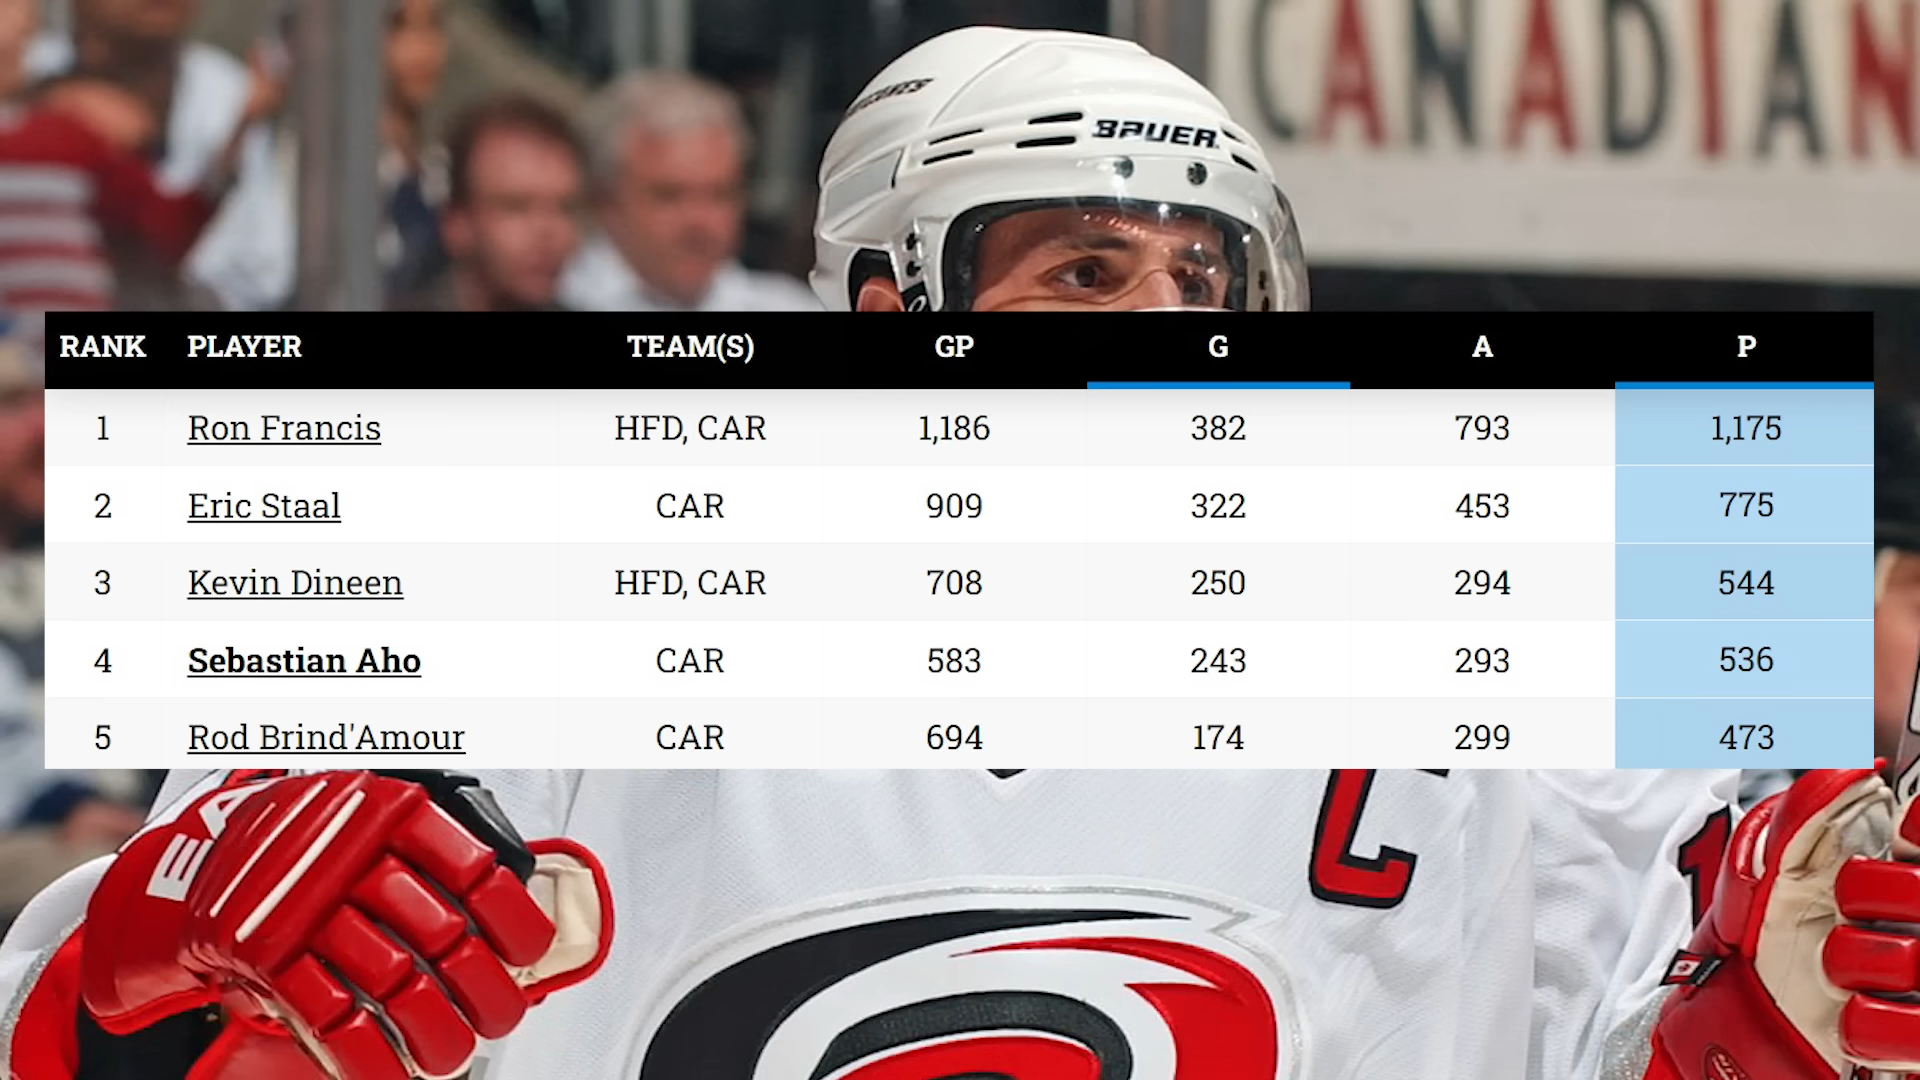 CANADIAN
BAUER
RANK PLAYER TEAM(S) GP G A P
1 Ron Francis HFD, CAR 1,186 382 793 1,175
2 Eric Staal CAR 909 322 453 775
3 Kevin Dineen HFD, CAR 708 250 294 544
4 Sebastian Aho CAR 583 243 293 536
5 Rod Brind'Amour CAR 694 174 299 473
C